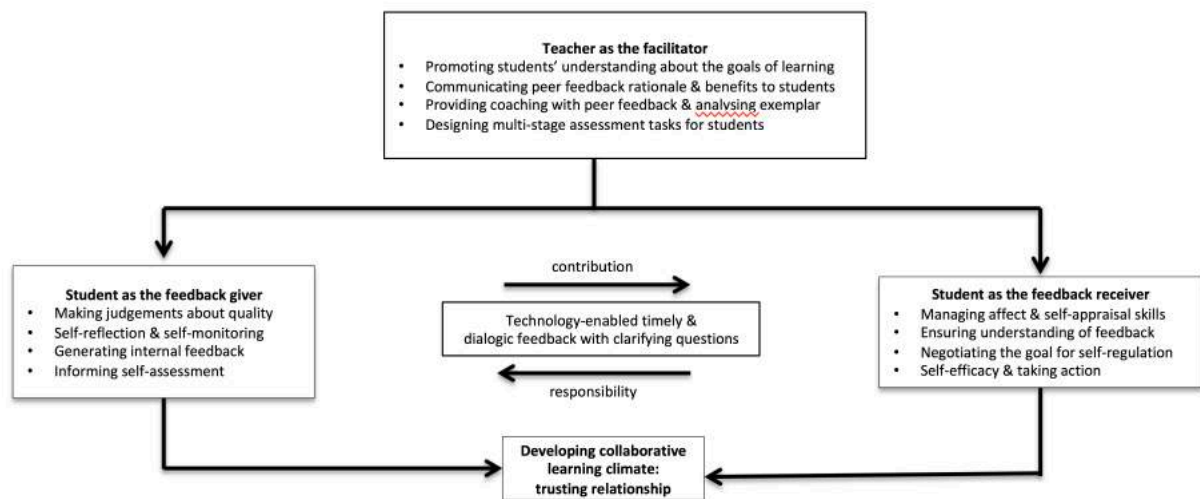 Teacher as the facilitator
• Promoting students' understanding about the goals of learning
• Communicating peer feedback rationale & benefits to students
• Providing coaching with peer feedback & analysing exemplar
• Designing multi-stage assessment tasks for students
Student as the feedback giver
• Making judgements about quality
• Self-reflection & self-monitoring
• Generating internal feedback
• Informing self-assessment
contribution
Technology-enabled timely &
dialogic feedback with clarifying questions
responsibility
Student as the feedback receiver
• Managing affect & self-appraisal skills
• Ensuring understanding of feedback
• Negotiating the goal for self-regulation
• Self-efficacy & taking action
Developing collaborative
learning climate:
trusting relationship